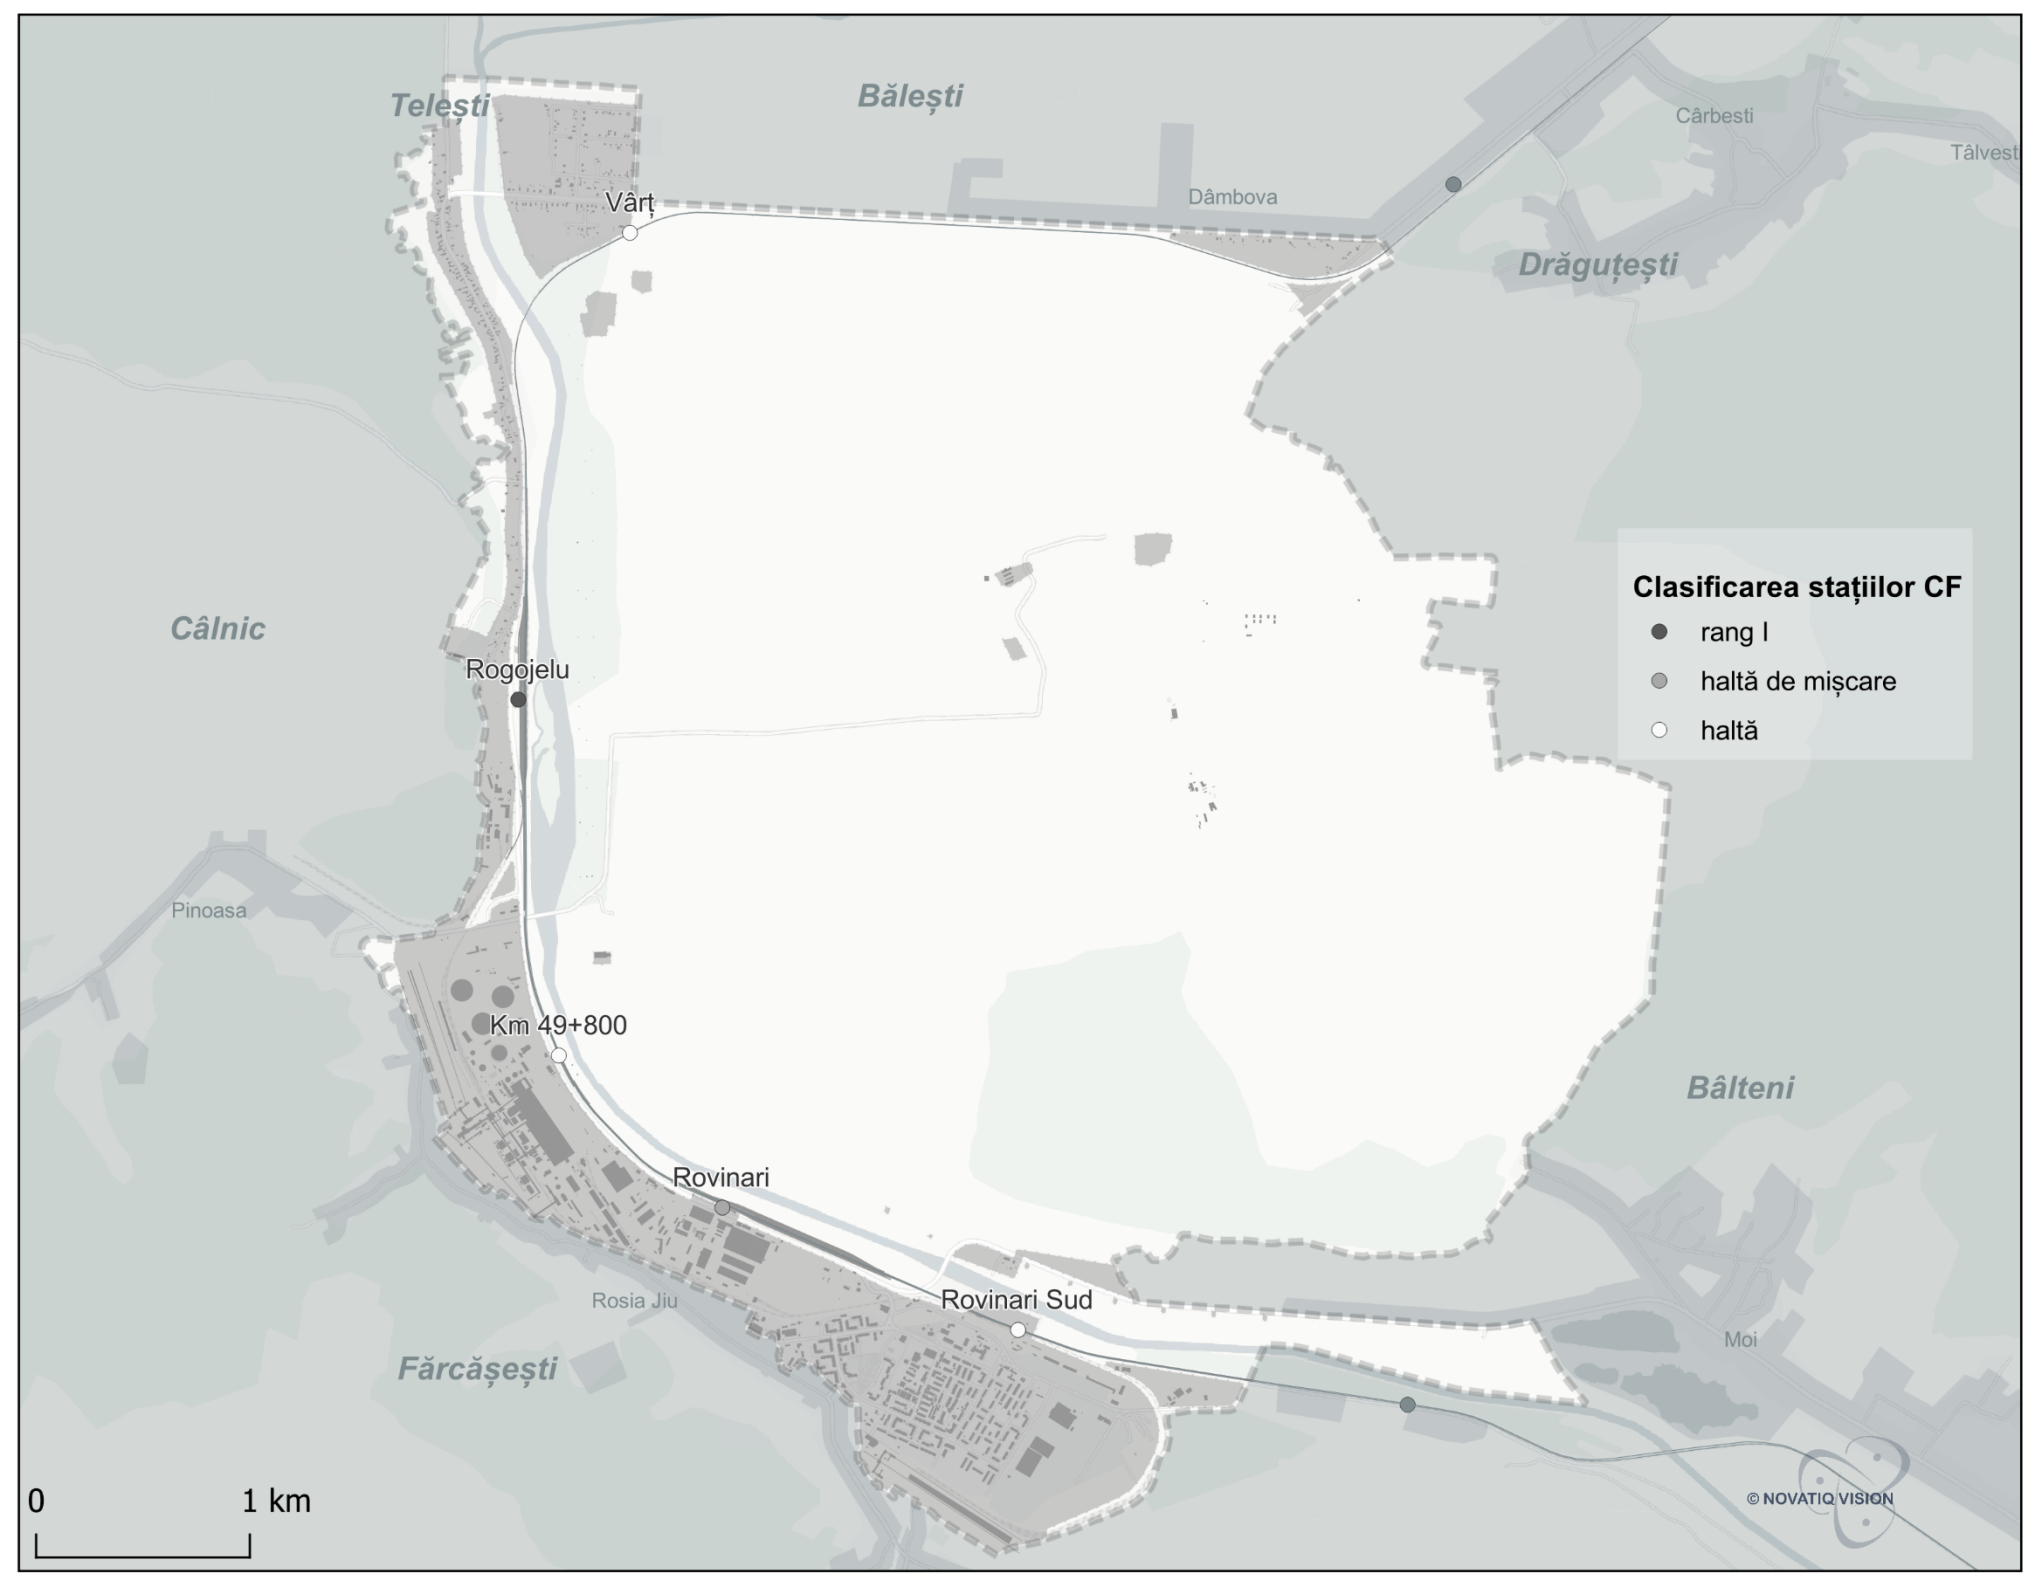 Telești
Bălești
Cârbesti
Tâlvest
Dâmbova
Vârț
Drăguțești
Clasificarea stațiilor CF
rang I
haltă de mișcare
haltă
Câlnic
Rogojelu
Pinoasa
Km 49+800
Bâlteni
Rovinari
Rosia Jiu
Rovinari Sud
Moi
Fărcășești
0 1 km
© NOVATIQ VISION